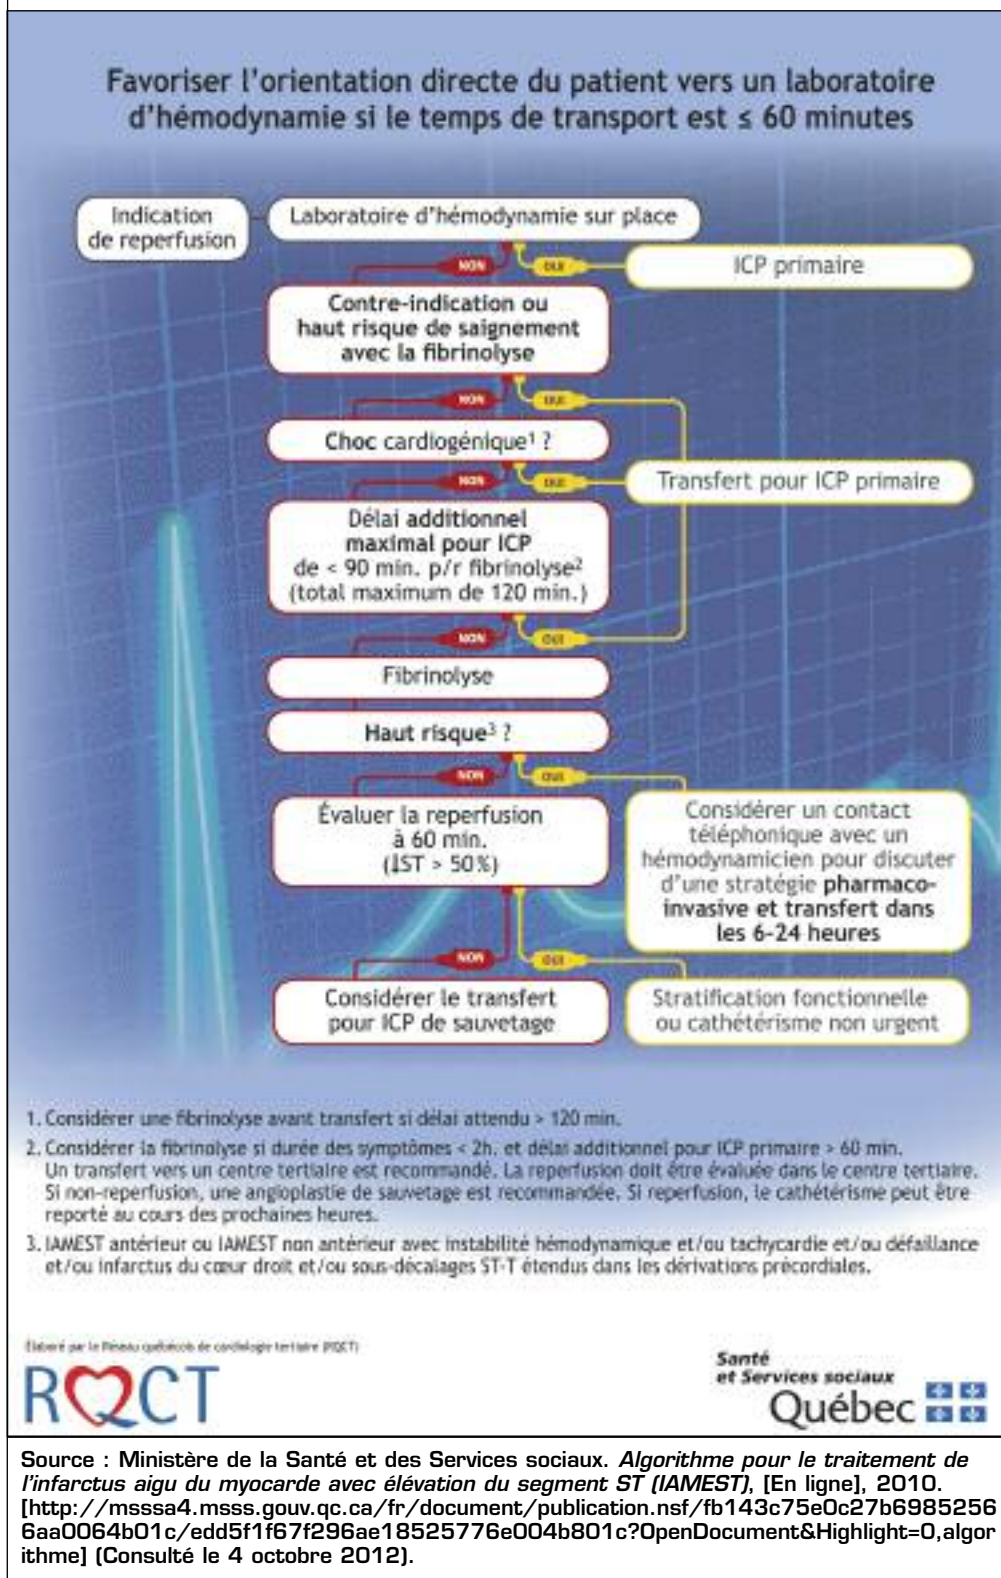 Favoriser l'orientation directe du patient vers un laboratoire
d'hémodynamie si le temps de transport est ≤ 60 minutes
Indication
de reperfusion
Laboratoire d'hémodynamie sur place
NON
OUI
ICP primaire
Contre-indication ou
haut risque de saignement
avec la fibrinolyse
NON
OUI
Choc cardiogénique¹ ?
NON
OUI
Transfert pour ICP primaire
Délai additionnel
maximal pour ICP
de < 90 min. p/r fibrinolyse²
(total maximum de 120 min.)
NON
OUI
Fibrinolyse
Haut risque³ ?
NON
OUI
Évaluer la reperfusion
à 60 min.
(↓ST > 50%)
Considérer un contact
téléphonique avec un
hémodynamicien pour discuter
d'une stratégie pharmaco-
invasive et transfert dans
les 6-24 heures
NON
OUI
Considérer le transfert
pour ICP de sauvetage
Stratification fonctionnelle
ou cathétérisme non urgent
1. Considérer une fibrinolyse avant transfert si délai attendu > 120 min.
2. Considérer la fibrinolyse si durée des symptômes < 2h. et délai additionnel pour ICP primaire > 60 min.
Un transfert vers un centre tertiaire est recommandé. La reperfusion doit être évaluée dans le centre tertiaire.
Si non-reperfusion, une angioplastie de sauvetage est recommandée. Si reperfusion, le cathétérisme peut être
reporté au cours des prochaines heures.
3. IAMEST antérieur ou IAMEST non antérieur avec instabilité hémodynamique et/ou tachycardie et/ou défaillance
et/ou infarctus du cœur droit et/ou sous-décalages ST-T étendus dans les dérivations précordiales.
Élaboré par le Réseau québécois de cardiologie tertiaire (RQCT)
RQCT
Santé
et Services sociaux
Québec
Source : Ministère de la Santé et des Services sociaux. Algorithme pour le traitement de
l'infarctus aigu du myocarde avec élévation du segment ST (IAMEST), [En ligne], 2010.
[http://msssa4.msss.gouv.qc.ca/fr/document/publication.nsf/fb143c75e0c27b6985256
6aa0064b01c/edd5f1f67f296ae18525776e004b801c?OpenDocument&Highlight=0,algor
ithme] (Consulté le 4 octobre 2012).